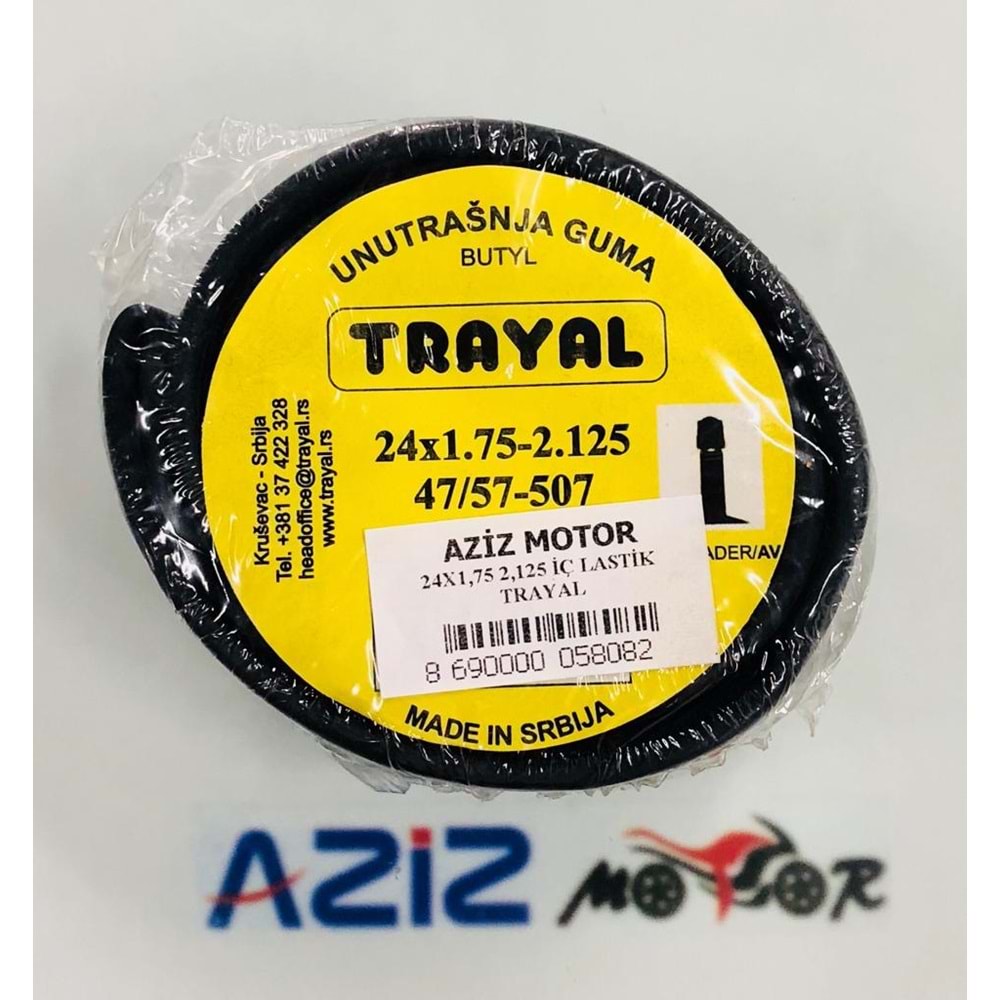 UNUTRAŠNJA GUMA
BUTYL
TRAYAL
24x1.75-2.125
47/57-507
Kruševac - Srbija
Tel. +381 37 422 328
headoffice@trayal.rs
www.trayal.rs
ADER/AV
AZİZ MOTOR
24X1,75 2,125 İÇ LASTİK
TRAYAL
8 690000 058082
MADE IN SRBIJA
AZİZ MOTOR